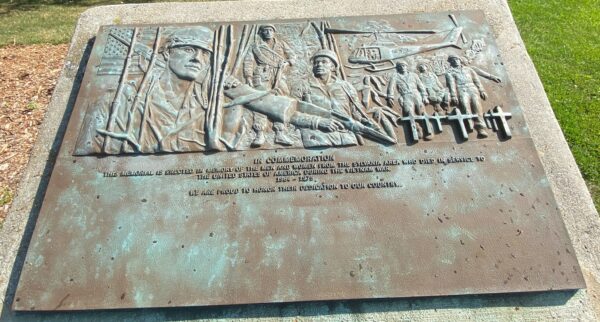 IN COMMEMORATION
THIS MEMORIAL IS ERECTED IN MEMORY OF THE MEN AND WOMEN FROM THE SYLVANIA AREA WHO DIED IN SERVICE TO
THE UNITED STATES OF AMERICA DURING THE VIETNAM WAR.
1964 - 1975
WE ARE PROUD TO HONOR THEIR DEDICATION TO OUR COUNTRY.